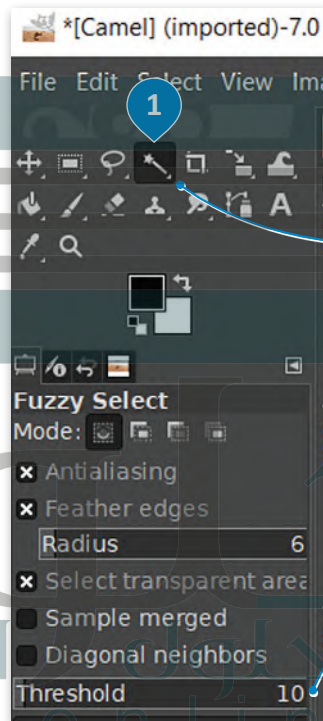 *[Camel] (imported)-7.0
File Edit Select View
1
A
Fuzzy Select
Mode:
Antialiasing
Feather edges
Radius 6
Select transparent area
Sample merged
Diagonal neighbors
Threshold 10